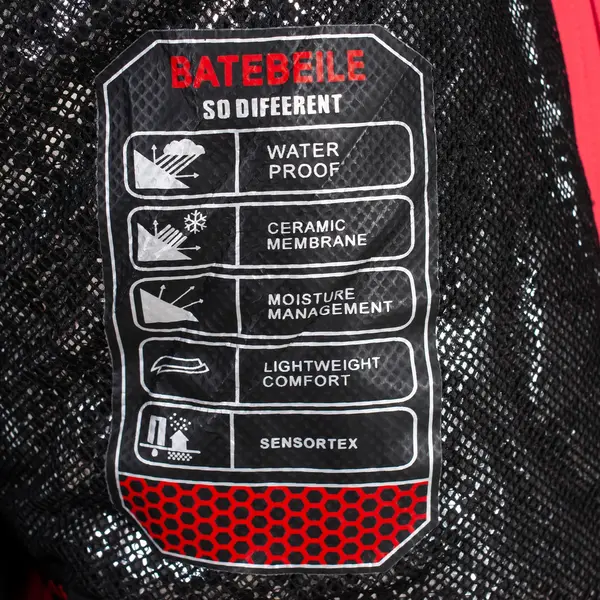 BATEBEILE
SO DIFEERENT
WATER
PROOF
CERAMIC
MEMBRANE
MOISTURE
MANAGEMENT
LIGHTWEIGHT
COMFORT
SENSORTEX